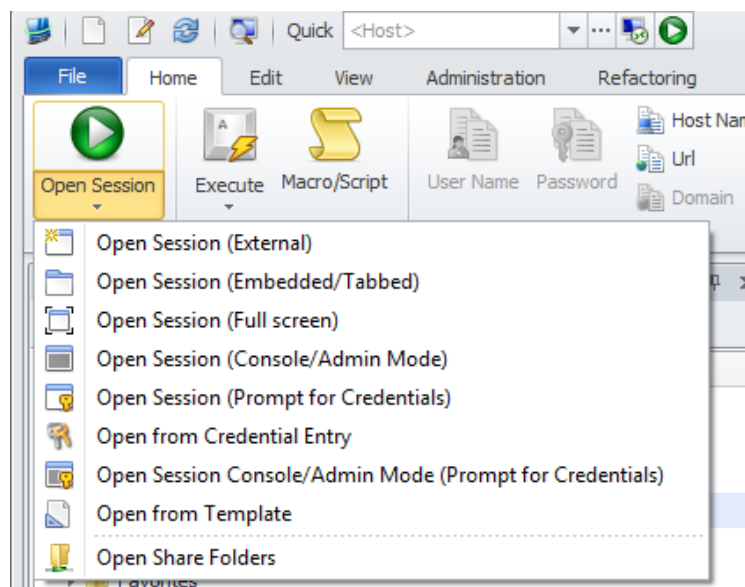 Quick <Host>
File Home Edit View Administration Refactoring
Open Session Execute Macro/Script User Name Password
Host Nar
Url
Domain
Open Session (External)
Open Session (Embedded/Tabbed)
Open Session (Full screen)
Open Session (Console/Admin Mode)
Open Session (Prompt for Credentials)
Open from Credential Entry
Open Session Console/Admin Mode (Prompt for Credentials)
Open from Template
Open Share Folders
Favorites